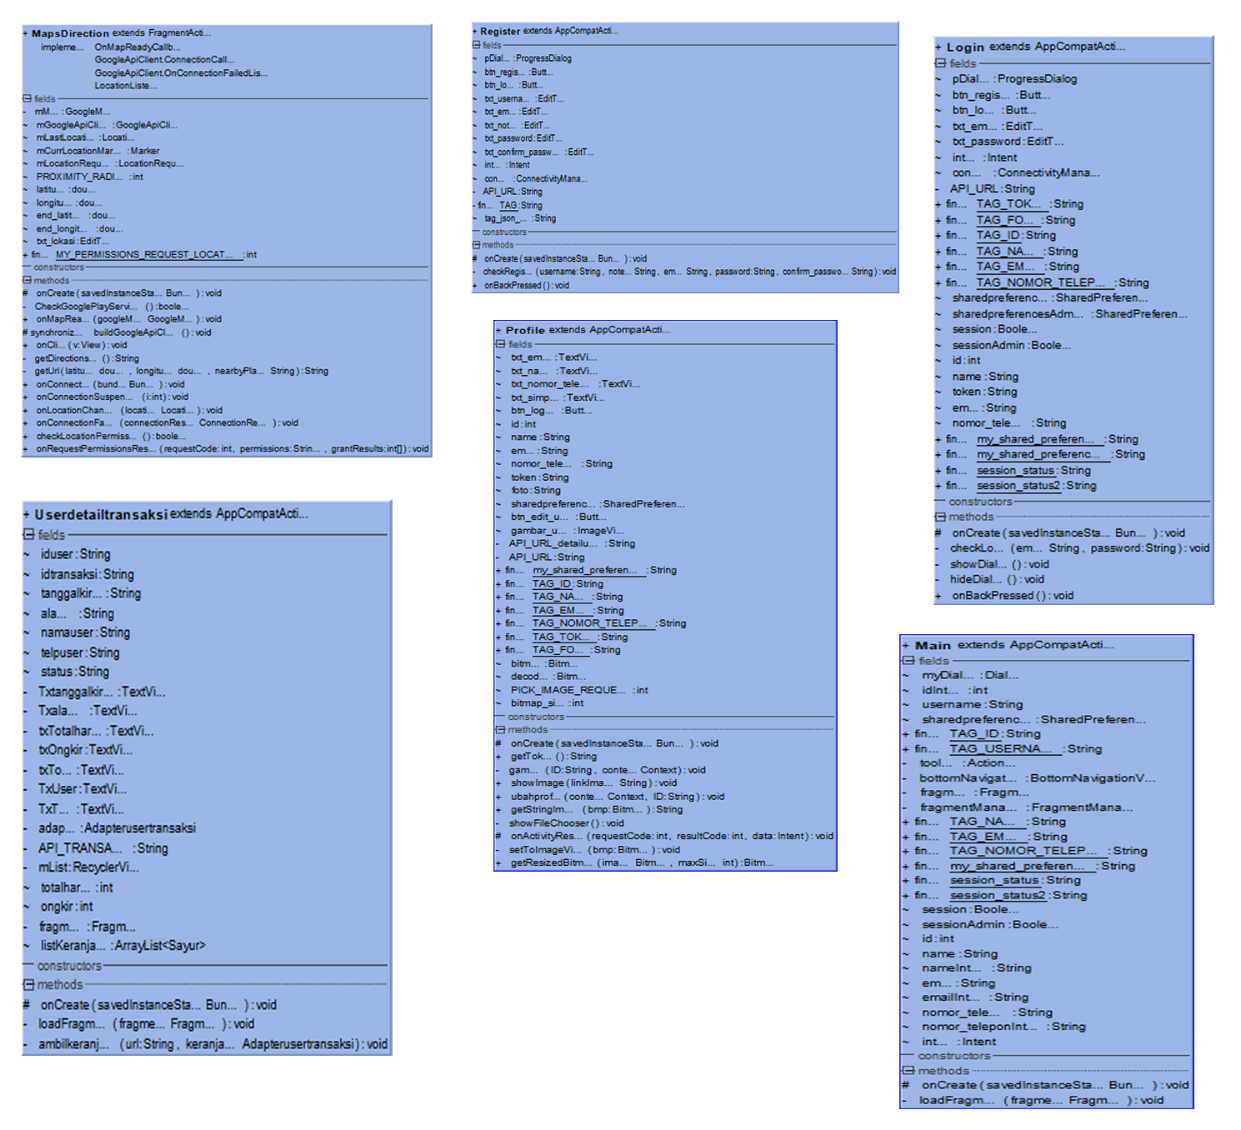 + MapsDirection extends FragmentActi...
impleme... OnMapReadyCallb...
GoogleApiClient.ConnectionCall...
GoogleApiClient.OnConnectionFailedLis...
LocationListe...
fields
- mM... :GoogleM...
~ mGoogleApiCli... :GoogleApiCli...
~ mLastLocati... :Locati...
~ mCurrLocationMar... :Marker
~ mLocationRequ... :LocationRequ...
~ PROXIMITY_RADI... :int
~ latitu... :dou...
~ longitu... :dou...
~ end_latit... :dou...
~ end_longit... :dou...
~ txt_lokasi:EditT...
+ fin... MY_PERMISSIONS_REQUEST_LOCAT... :int
constructors
methods
# onCreate(savedInstanceSta... Bun... ):void
- CheckGooglePlayServi... ():boole...
+ onMapRea... (googleM... GoogleM... ):void
# synchroniz... buildGoogleApiCl... ():void
+ onCli... (v:View):void
- getDirections... ():String
- getUrl(latitu... dou... , longitu... dou... , nearbyPla... String):String
+ onConnect... (bund... Bun... ):void
+ onConnectionSuspen... (i:int):void
+ onLocationChan... (locati... Locati... ):void
+ onConnectionFa... (connectionRes... ConnectionRe... ):void
+ checkLocationPermiss... ():boole...
+ onRequestPermissionsRes... (requestCode:int, permissions:Strin... , grantResults:int[]):void
+ Register extends AppCompatActi...
fields
~ pDial... :ProgressDialog
~ btn_regis... :Butt...
~ btn_lo... :Butt...
~ txt_userna... :EditT...
~ txt_em... :EditT...
~ txt_not... :EditT...
~ txt_password:EditT...
~ txt_confirm_passw... :EditT...
~ int... :Intent
~ con... :ConnectivityMana...
- API_URL:String
- fin... TAG:String
~ tag_json_... :String
constructors
methods
# onCreate(savedInstanceSta... Bun... ):void
- checkRegis... (username:String, note... String, em... String, password:String, confirm_passwo... String):void
+ onBackPressed():void
+ Login extends AppCompatActi...
fields
~ pDial... :ProgressDialog
~ btn_regis... :Butt...
~ btn_lo... :Butt...
~ txt_em... :EditT...
~ txt_password:EditT...
~ int... :Intent
~ con... :ConnectivityMana...
- API_URL:String
+ fin... TAG_TOK... :String
+ fin... TAG_FO... :String
+ fin... TAG_ID:String
+ fin... TAG_NA... :String
+ fin... TAG_EM... :String
+ fin... TAG_NOMOR_TELEP... :String
~ sharedpreferenc... :SharedPreferen...
~ sharedpreferencesAdm... :SharedPreferen...
~ session:Boole...
~ sessionAdmin:Boole...
~ id:int
~ name:String
~ token:String
~ em... :String
~ nomor_tele... :String
+ fin... my_shared_preferen... :String
+ fin... my_shared_preferenc... :String
+ fin... session_status:String
+ fin... session_status2:String
constructors
methods
# onCreate(savedInstanceSta... Bun... ):void
- checkLo... (em... String, password:String):void
- showDial... ():void
- hideDial... ():void
+ onBackPressed():void
+ Profile extends AppCompatActi...
fields
~ txt_em... :TextVi...
~ txt_na... :TextVi...
~ txt_nomor_tele... :TextVi...
~ txt_simp... :TextVi...
~ btn_log... :Butt...
~ id:int
~ name:String
~ em... :String
~ nomor_tele... :String
~ token:String
~ foto:String
~ sharedpreferenc... :SharedPreferen...
~ btn_edit_u... :Butt...
~ gambar_u... :ImageVi...
- API_URL_detailu... :String
- API_URL:String
+ fin... my_shared_preferen... :String
+ fin... TAG_ID:String
+ fin... TAG_NA... :String
+ fin... TAG_EM... :String
+ fin... TAG_NOMOR_TELEP... :String
+ fin... TAG_TOK... :String
+ fin... TAG_FO... :String
~ bitm... :Bitm...
~ decod... :Bitm...
~ PICK_IMAGE_REQUE... :int
~ bitmap_si... :int
constructors
methods
# onCreate(savedInstanceSta... Bun... ):void
+ getTok... ():String
- gam... (ID:String, conte... Context):void
+ showImage(linkIma... String):void
+ ubahprof... (conte... Context, ID:String):void
+ getStringIm... (bmp:Bitm... ):String
- showFileChooser():void
# onActivityRes... (requestCode:int, resultCode:int, data:Intent):void
- setToImageVi... (bmp:Bitm... ):void
+ getResizedBitm... (ima... Bitm... , maxSi... int):Bitm...
+ Userdetailtransaksi extends AppCompatActi...
fields
~ iduser:String
~ idtransaksi:String
~ tanggalkir... :String
~ ala... :String
~ namauser:String
~ telpuser:String
~ status:String
- Txtanggalkir... :TextVi...
- Txala... :TextVi...
- txTotalhar... :TextVi...
- txOngkir:TextVi...
- txTo... :TextVi...
- TxUser:TextVi...
- TxT... :TextVi...
- adap... :Adapterusertransaksi
- API_TRANSA... :String
- mList:RecyclerVi...
~ totalhar... :int
~ ongkir:int
- fragm... :Fragm...
~ listKeranja... :ArrayList<Sayur>
constructors
methods
# onCreate(savedInstanceSta... Bun... ):void
- loadFragm... (fragme... Fragm... ):void
- ambilkeranj... (url:String, keranja... Adapterusertransaksi):void
+ Main extends AppCompatActi...
fields
~ myDial... :Dial...
~ idInt... :int
~ username:String
~ sharedpreferenc... :SharedPreferen...
+ fin... TAG_ID:String
+ fin... TAG_USERNA... :String
- tool... :Action...
- bottomNavigat... :BottomNavigationV...
- fragm... :Fragm...
- fragmentMana... :FragmentMana...
+ fin... TAG_NA... :String
+ fin... TAG_EM... :String
+ fin... TAG_NOMOR_TELEP... :String
+ fin... my_shared_preferen... :String
+ fin... session_status:String
+ fin... session_status2:String
~ session:Boole...
~ sessionAdmin:Boole...
~ id:int
~ name:String
~ nameInt... :String
~ em... :String
~ emailInt... :String
~ nomor_tele... :String
~ nomor_teleponInt... :String
~ int... :Intent
constructors
methods
# onCreate(savedInstanceSta... Bun... ):void
- loadFragm... (fragme... Fragm... ):void